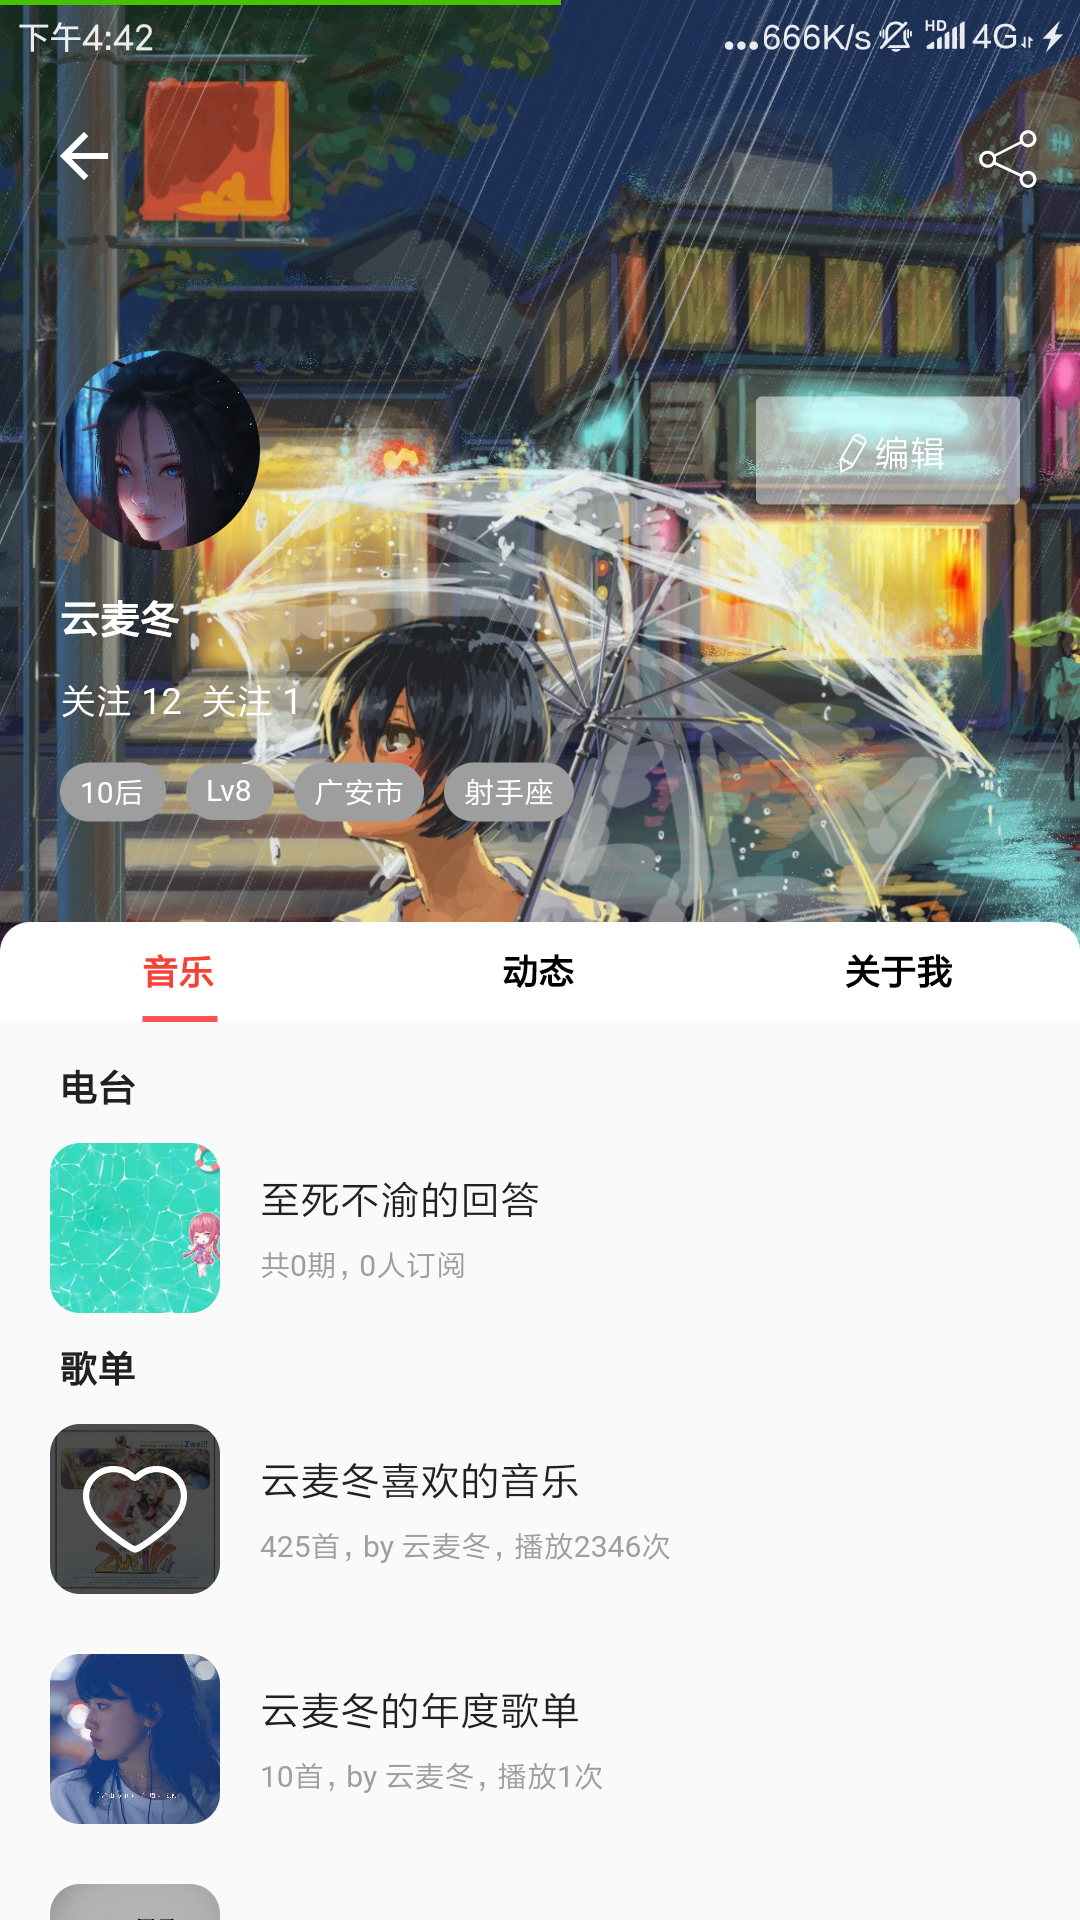 下午4:42
...666K/s HD 4G
编辑
云麦冬
关注 12 关注 1
10后 Lv8 广安市 射手座
音乐 动态 关于我
电台
至死不渝的回答
共0期, 0人订阅
歌单
Zwei!!
云麦冬喜欢的音乐
425首, by 云麦冬, 播放2346次
云麦冬的年度歌单
10首, by 云麦冬, 播放1次